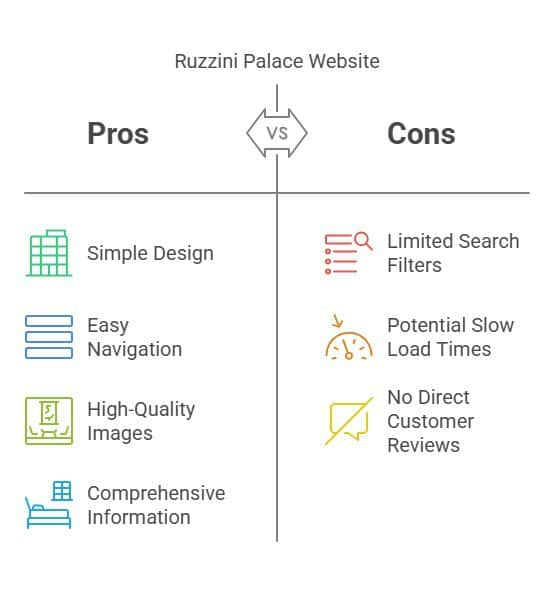 Ruzzini Palace Website
Pros
VS
Cons
Simple Design
Easy
Navigation
High-Quality
Images
Comprehensive
Information
Limited Search
Filters
Potential Slow
Load Times
No Direct
Customer
Reviews